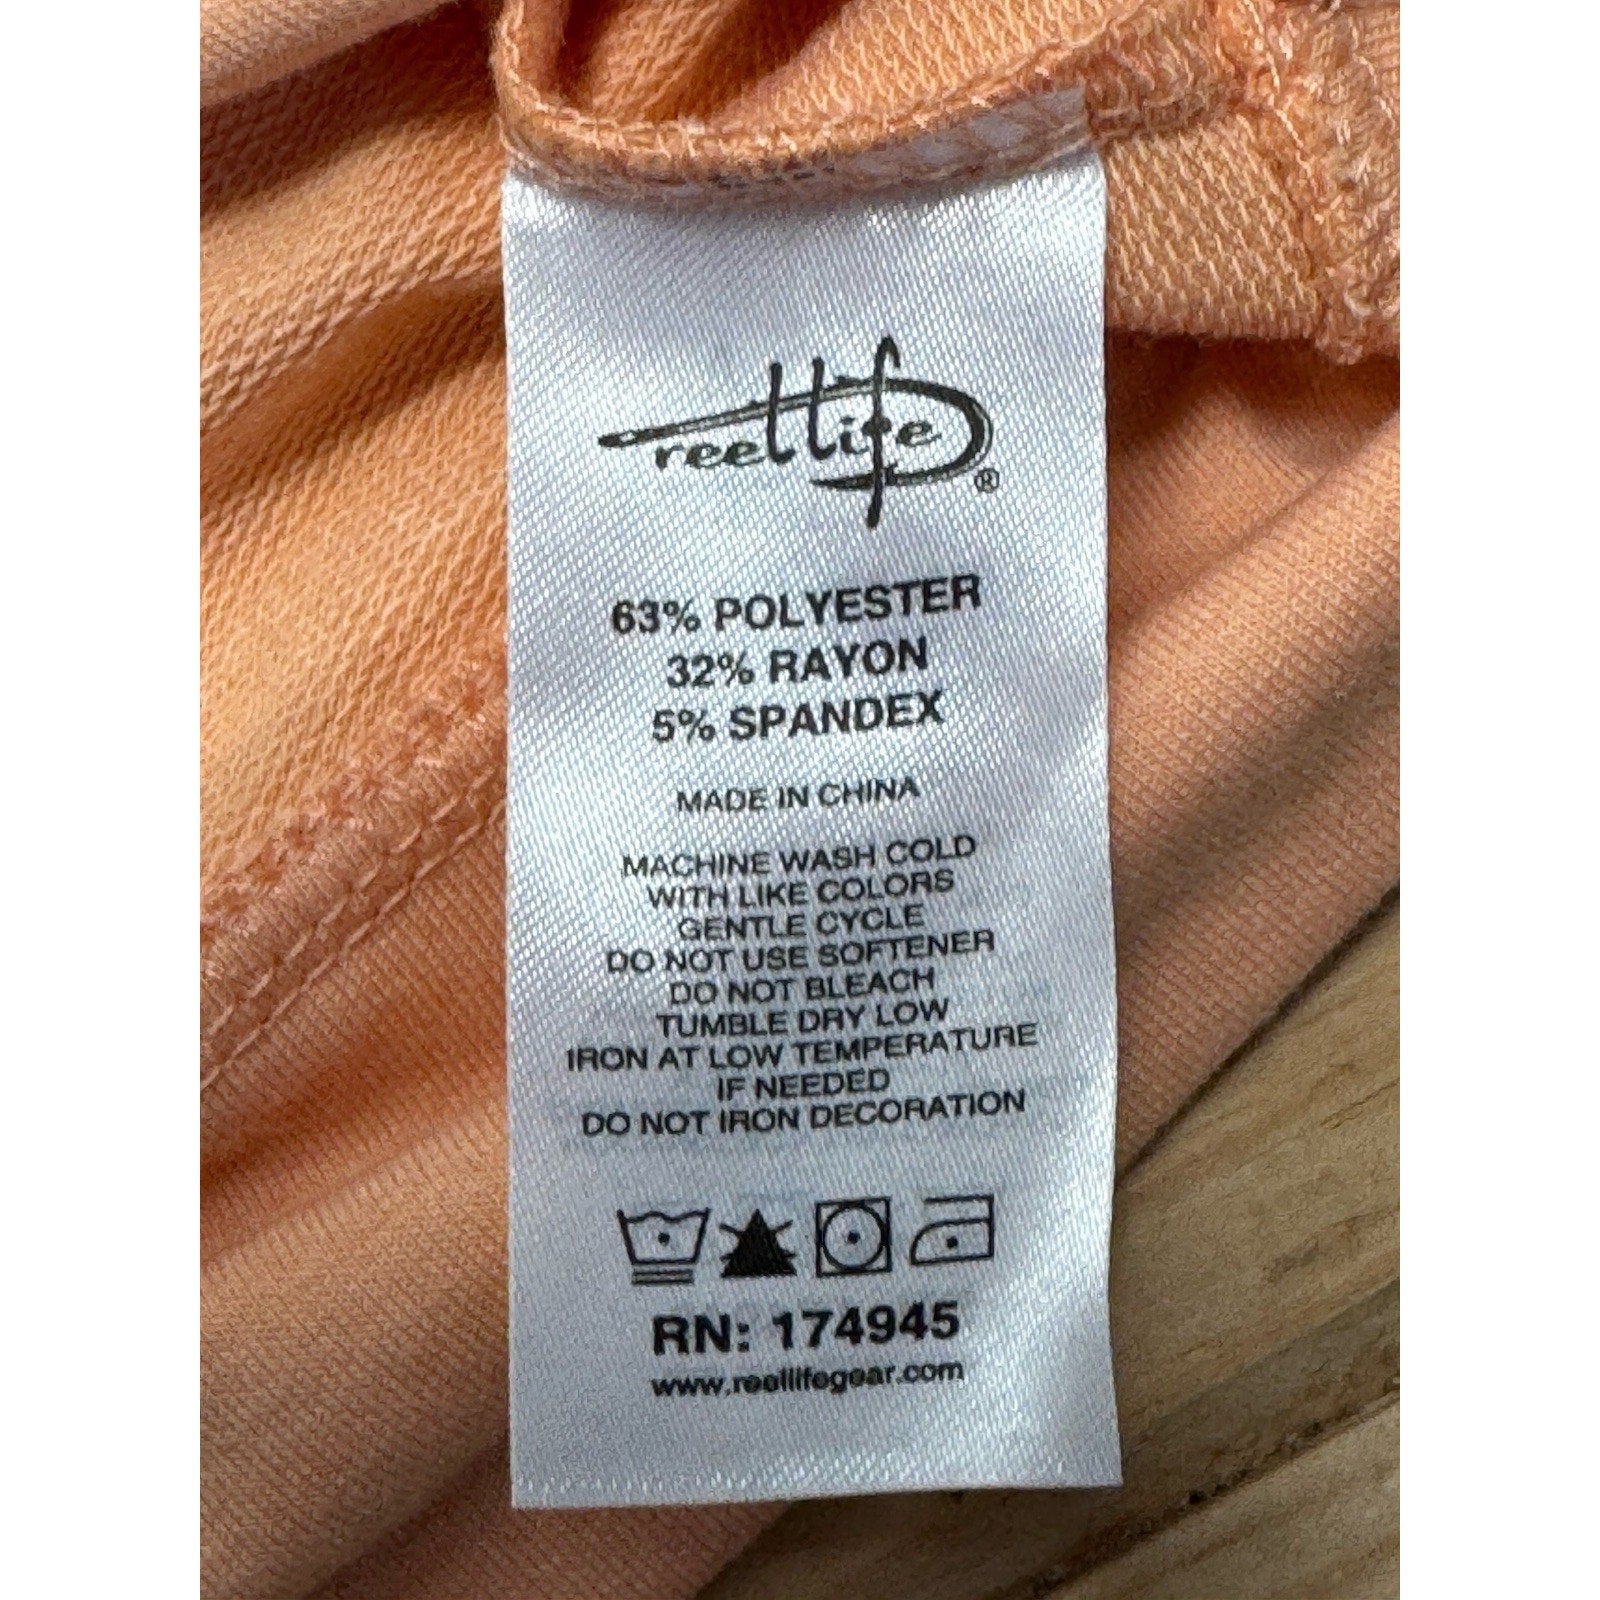 reel life
®
63% POLYESTER
32% RAYON
5% SPANDEX
MADE IN CHINA
MACHINE WASH COLD
WITH LIKE COLORS
GENTLE CYCLE
DO NOT USE SOFTENER
DO NOT BLEACH
TUMBLE DRY LOW
IRON AT LOW TEMPERATURE
IF NEEDED
DO NOT IRON DECORATION
RN: 174945
www.reellifegear.com